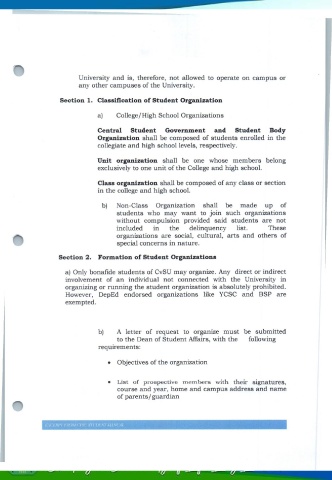 University and is, therefore, not allowed to operate on campus or
any other campuses of the University.
Section 1. Classification of Student Organization
a) College/High School Organizations
Central Student Government and Student Body
Organization shall be composed of students enrolled in the
collegiate and high school levels, respectively.
Unit organization shall be one whose members belong
exclusively to one unit of the College and high school.
Class organization shall be composed of any class or section
in the college and high school.
b) Non-Class Organization shall be made up of
students who may want to join such organizations
without compulsion provided said students are not
included in the delinquency list. These
organizations are social, cultural, arts and others of
special concerns in nature.
Section 2. Formation of Student Organizations
a) Only bonafide students of CvSU may organize. Any direct or indirect
involvement of an individual not connected with the University in
organizing or running the student organization is absolutely prohibited.
However, DepEd endorsed organizations like YCSC and BSP are
exempted.
b) A letter of request to organize must be submitted
to the Dean of Student Affairs, with the following
requirements:
• Objectives of the organization
• List of prospective members with their signatures,
course and year, home and campus address and name
of parents/guardian